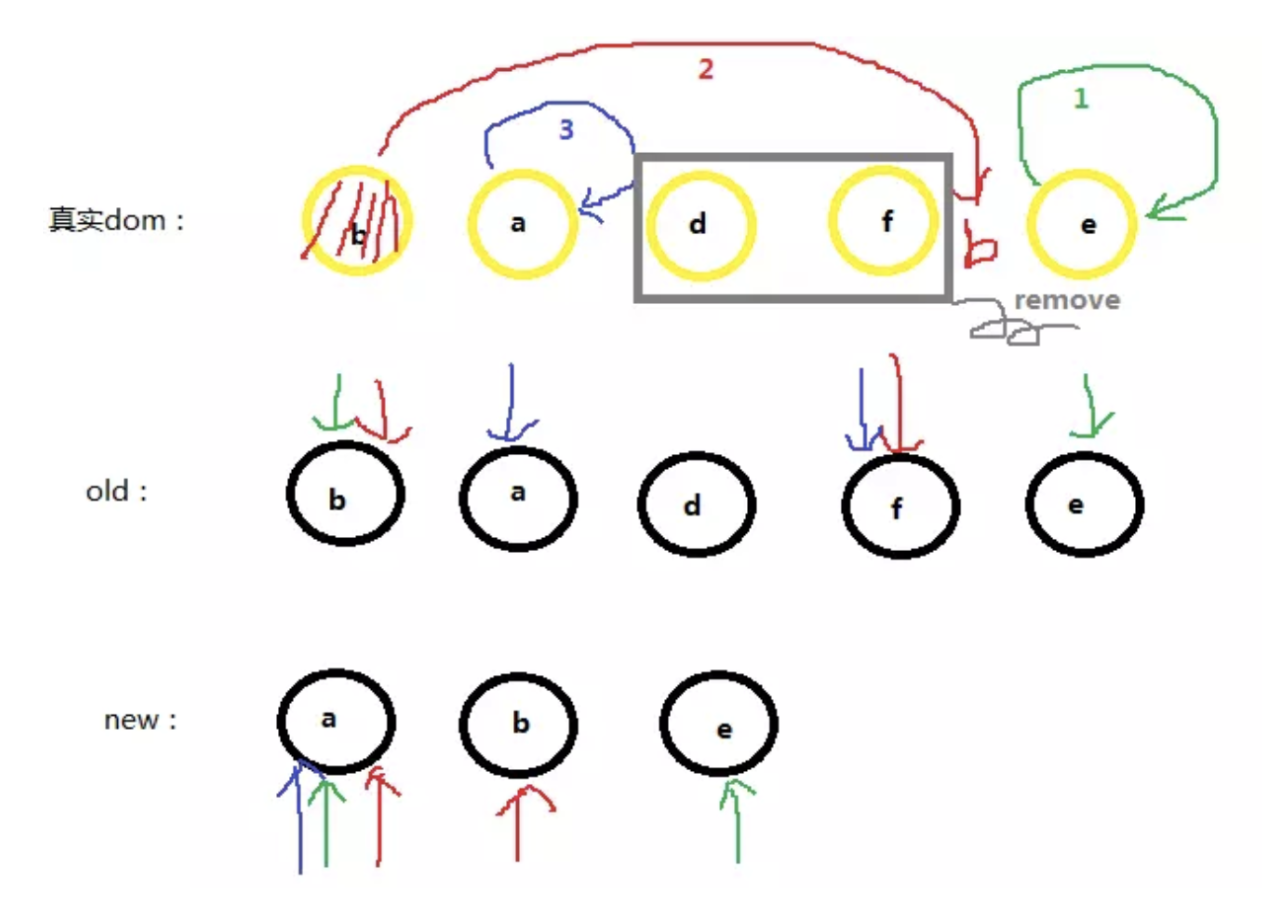 2
1
3
真实dom： b a d f b e
remove
old： b a d f e
new： a b e